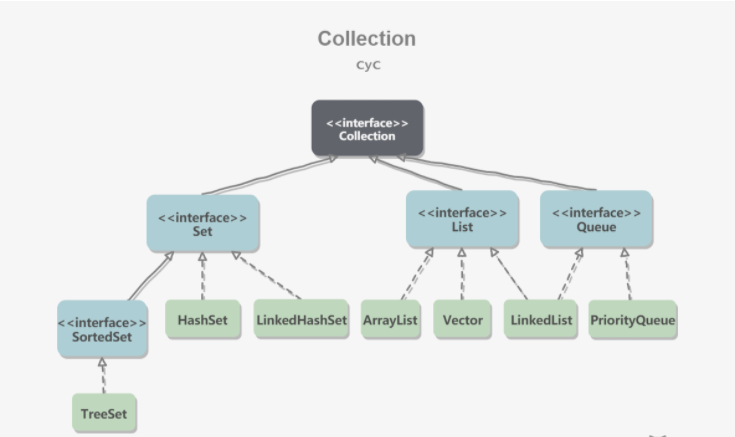 Collection
CyC
<<interface>>
Collection
<<interface>>
Set
<<interface>>
List
<<interface>>
Queue
<<interface>>
SortedSet
HashSet
LinkedHashSet
ArrayList
Vector
LinkedList
PriorityQueue
TreeSet